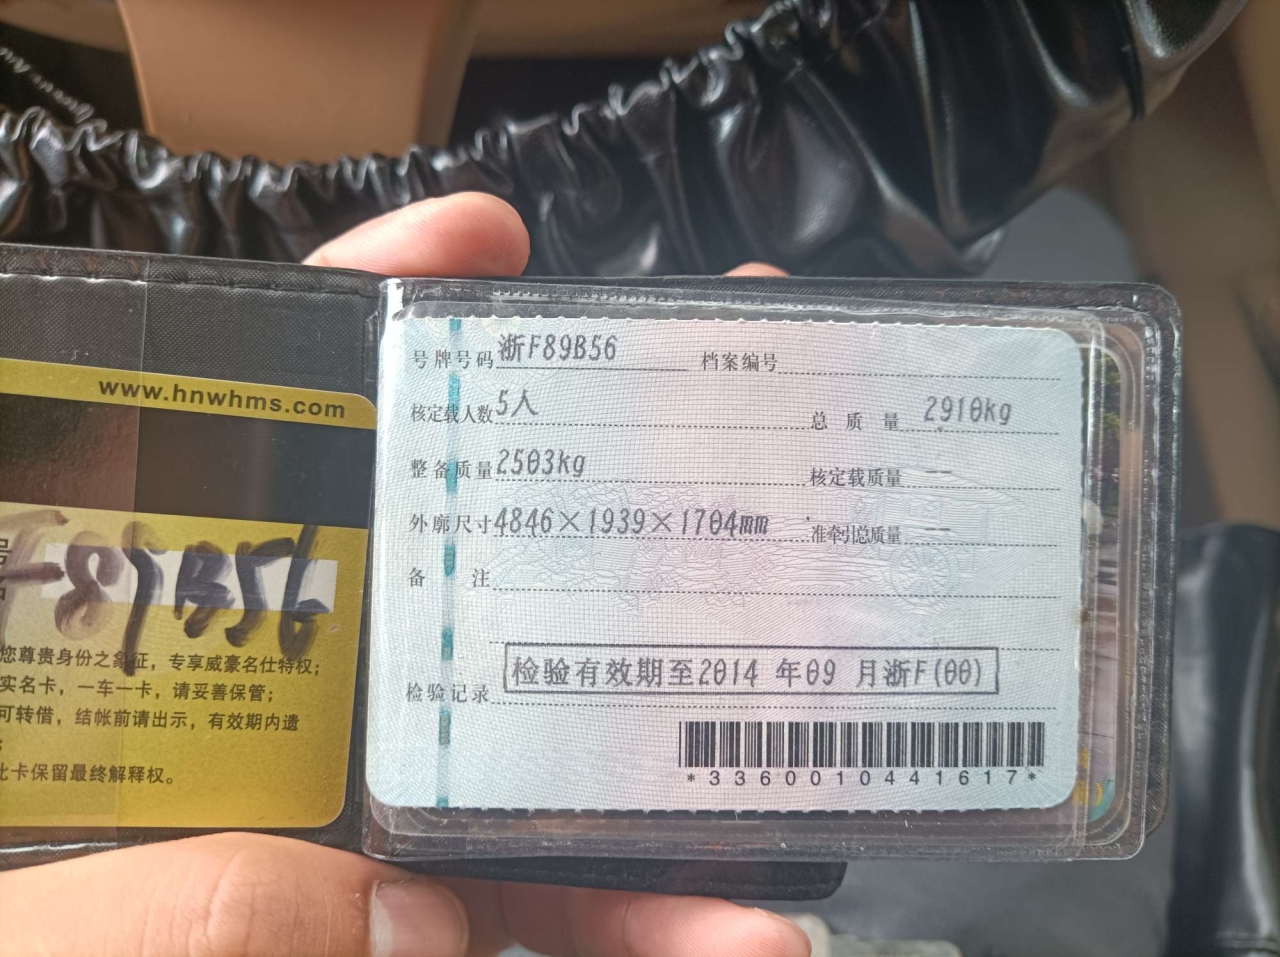 www.hnwhms.com
号
F-89B56
名
您尊贵身份之象征，专享威豪名仕特权；
实名卡，一车一卡，请妥善保管；
可转借，结帐前请出示，有效期内遗
；
比卡保留最终解释权。
号牌号码 浙F89B56 档案编号
核定载人数 5人 总质量 2910kg
整备质量 2503kg 核定载质量 --
外廓尺寸 4846×1939×1704mm 准牵引总质量 --
备注
检验记录 检验有效期至2014 年09 月浙F(00)
*3360010441617*